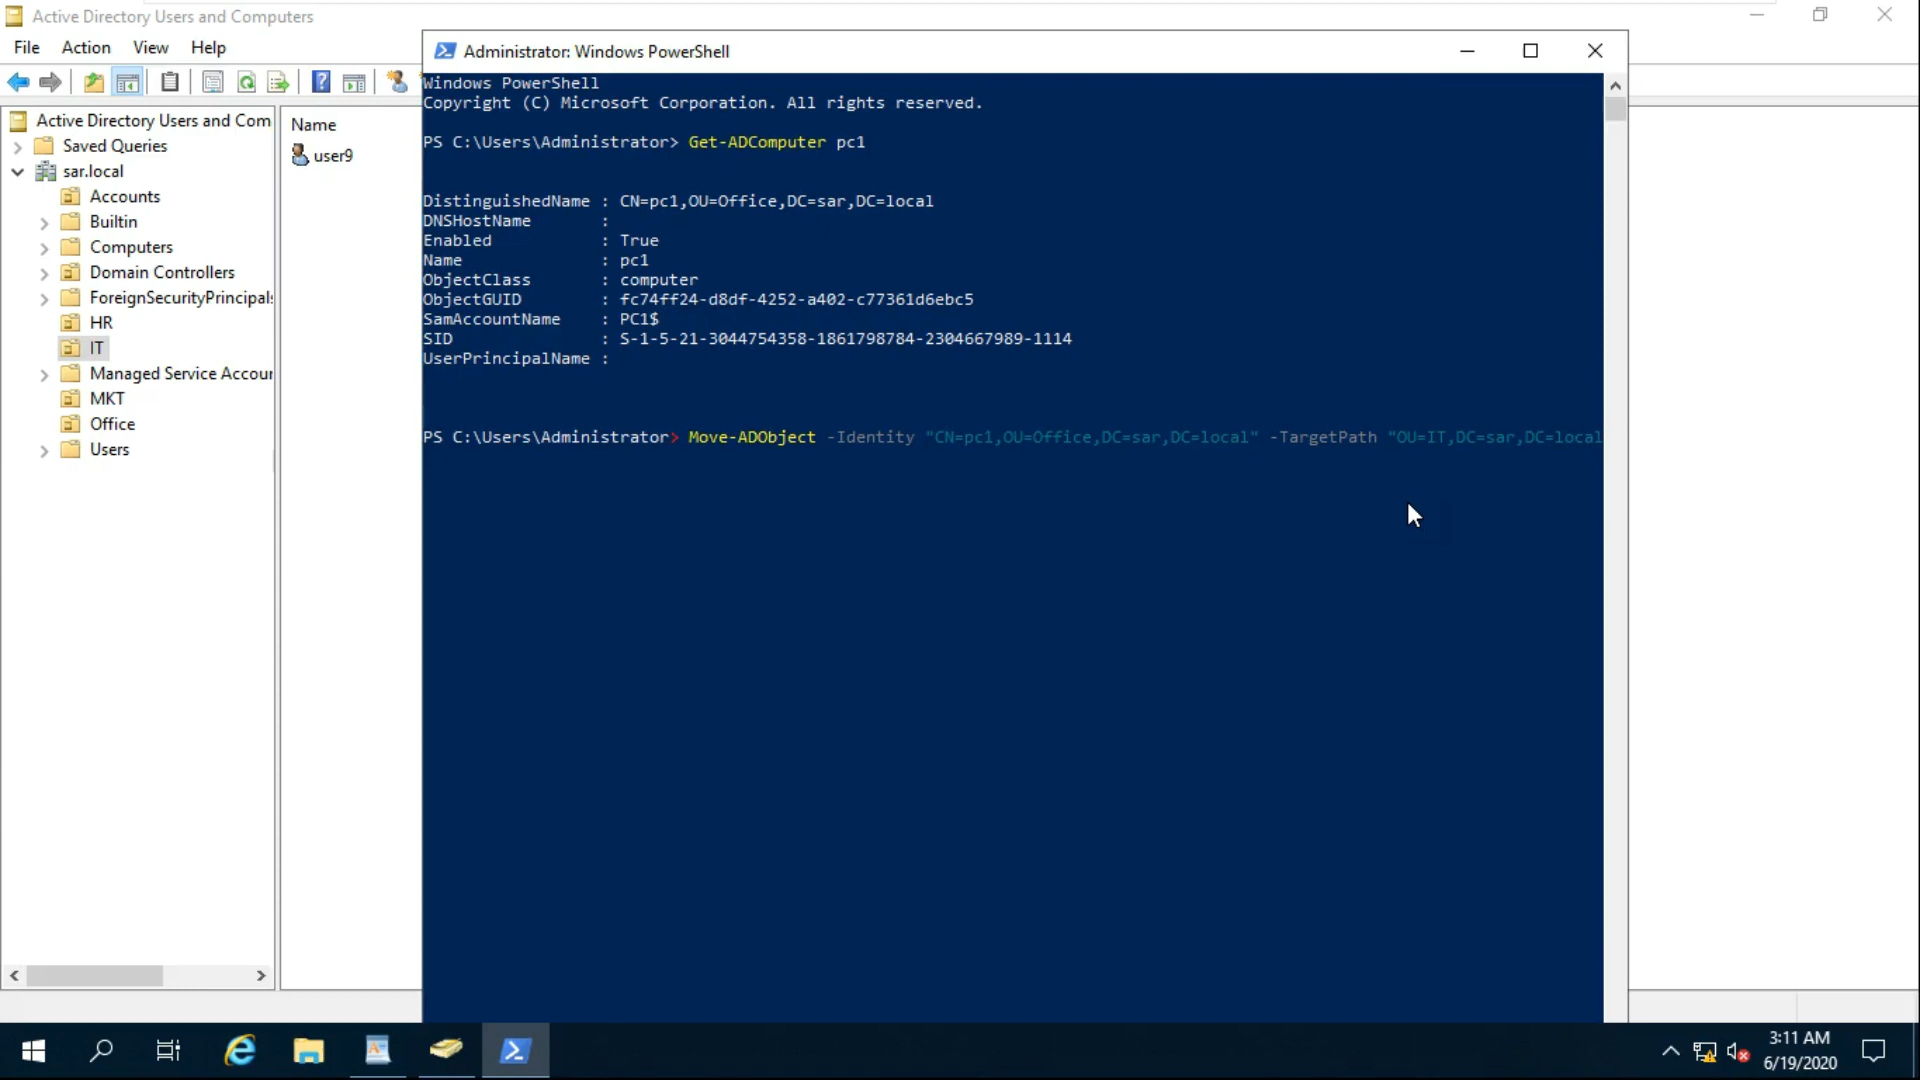 Active Directory Users and Computers
File Action View Help
Active Directory Users and Com
Saved Queries
sar.local
Accounts
Builtin
Computers
Domain Controllers
ForeignSecurityPrincipals
HR
IT
Managed Service Accour
MKT
Office
Users
Name
user9
Administrator: Windows PowerShell
Windows PowerShell
Copyright (C) Microsoft Corporation. All rights reserved.
PS C:\Users\Administrator> Get-ADComputer pc1
DistinguishedName : CN=pc1,OU=Office,DC=sar,DC=local
DNSHostName :
Enabled : True
Name : pc1
ObjectClass : computer
ObjectGUID : fc74ff24-d8df-4252-a402-c77361d6ebc5
SamAccountName : PC1$
SID : S-1-5-21-3044754358-1861798784-2304667989-1114
UserPrincipalName :
PS C:\Users\Administrator> Move-ADObject -Identity "CN=pc1,OU=Office,DC=sar,DC=local" -TargetPath "OU=IT,DC=sar,DC=local
3:11 AM
6/19/2020